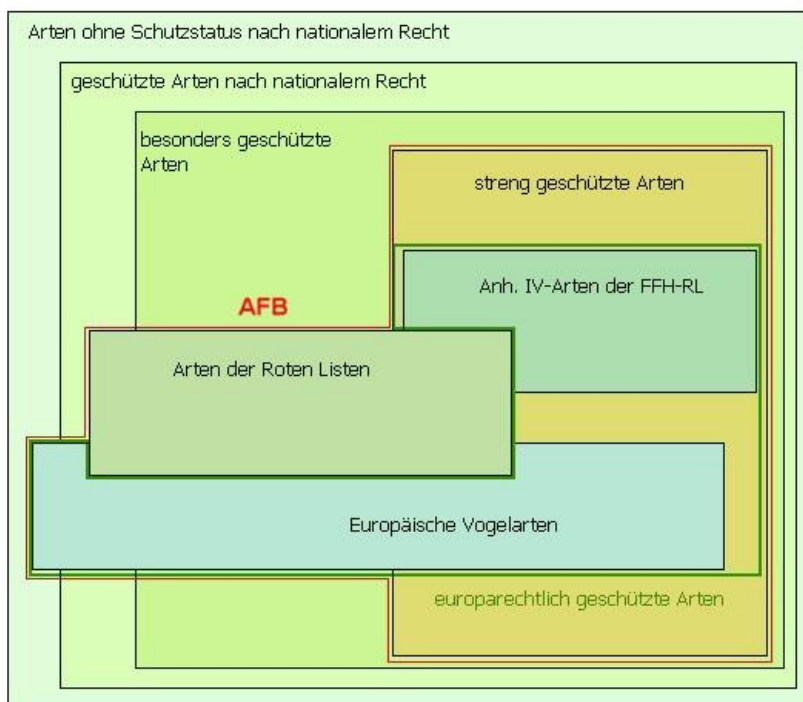 Arten ohne Schutzstatus nach nationalem Recht
geschützte Arten nach nationalem Recht
besonders geschützte
Arten
streng geschützte Arten
Anh. IV-Arten der FFH-RL
AFB
Arten der Roten Listen
Europäische Vogelarten
europarechtlich geschützte Arten